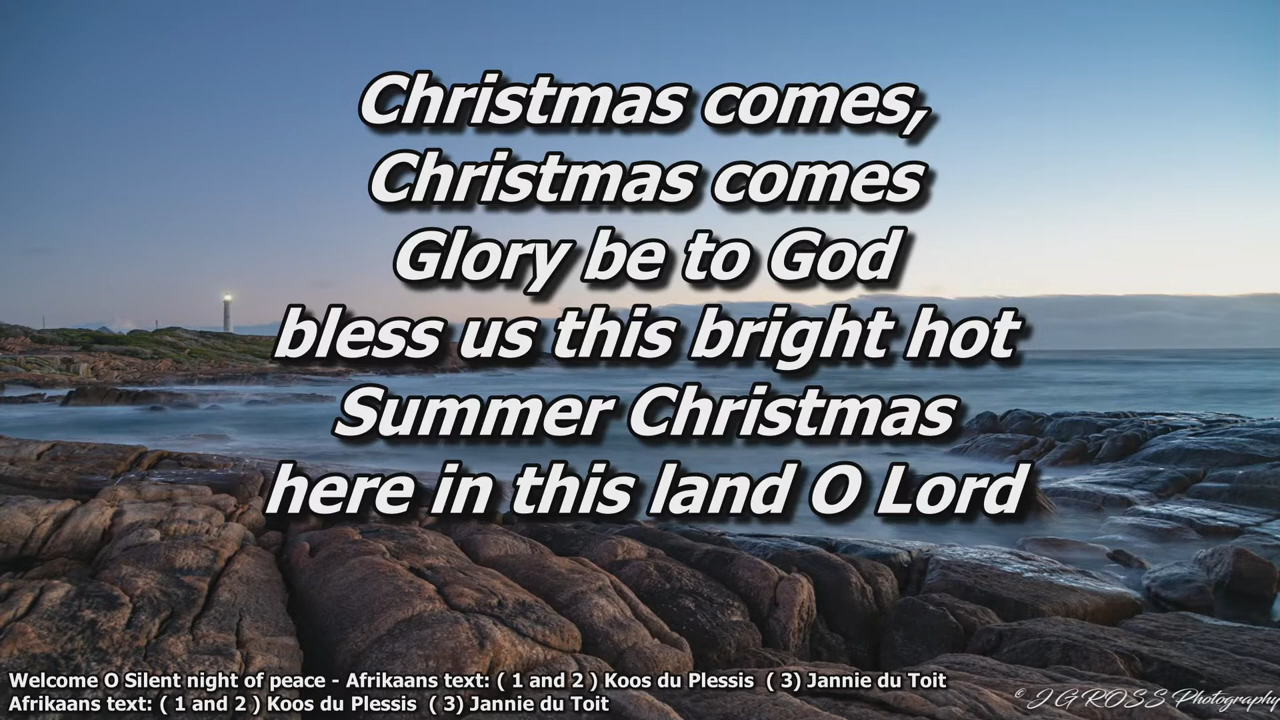 Christmas comes,
Christmas comes
Glory be to God
bless us this bright hot
Summer Christmas
here in this land O Lord
Welcome O Silent night of peace - Afrikaans text: ( 1 and 2 ) Koos du Plessis ( 3) Jannie du Toit
Afrikaans text: ( 1 and 2 ) Koos du Plessis ( 3) Jannie du Toit
© J G ROSS Photography